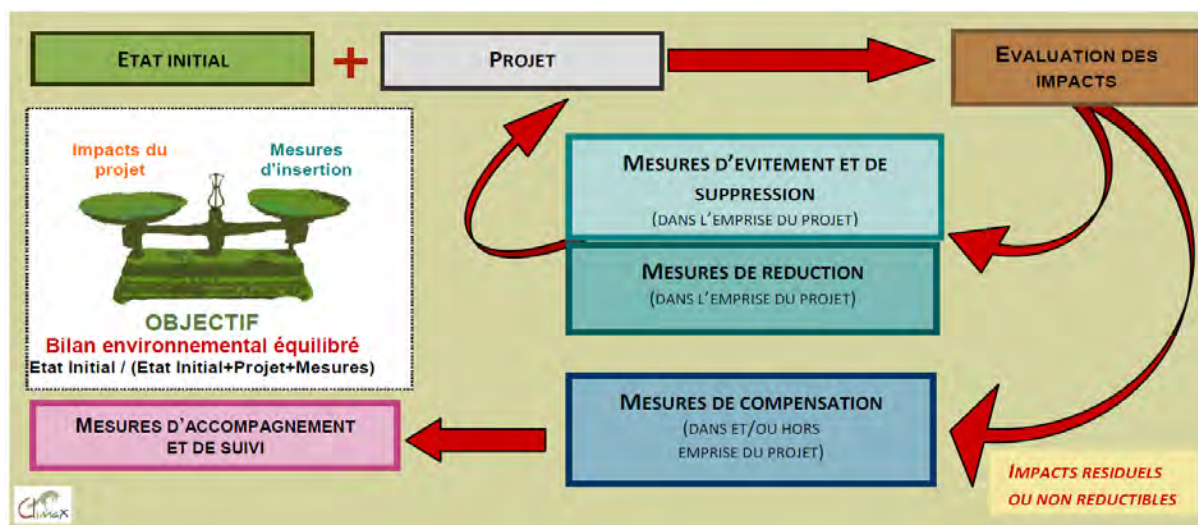 ETAT INITIAL
+
PROJET
EVALUATION DES
IMPACTS
Impacts du
projet
Mesures
d'insertion
OBJECTIF
Bilan environnemental équilibré
Etat Initial / (Etat Initial+Projet+Mesures)
MESURES D'EVITEMENT ET DE
SUPPRESSION
(DANS L'EMPRISE DU PROJET)
MESURES DE REDUCTION
(DANS L'EMPRISE DU PROJET)
MESURES DE COMPENSATION
(DANS ET/OU HORS
EMPRISE DU PROJET)
MESURES D'ACCOMPAGNEMENT
ET DE SUIVI
IMPACTS RESIDUELS
OU NON REDUCTIBLES